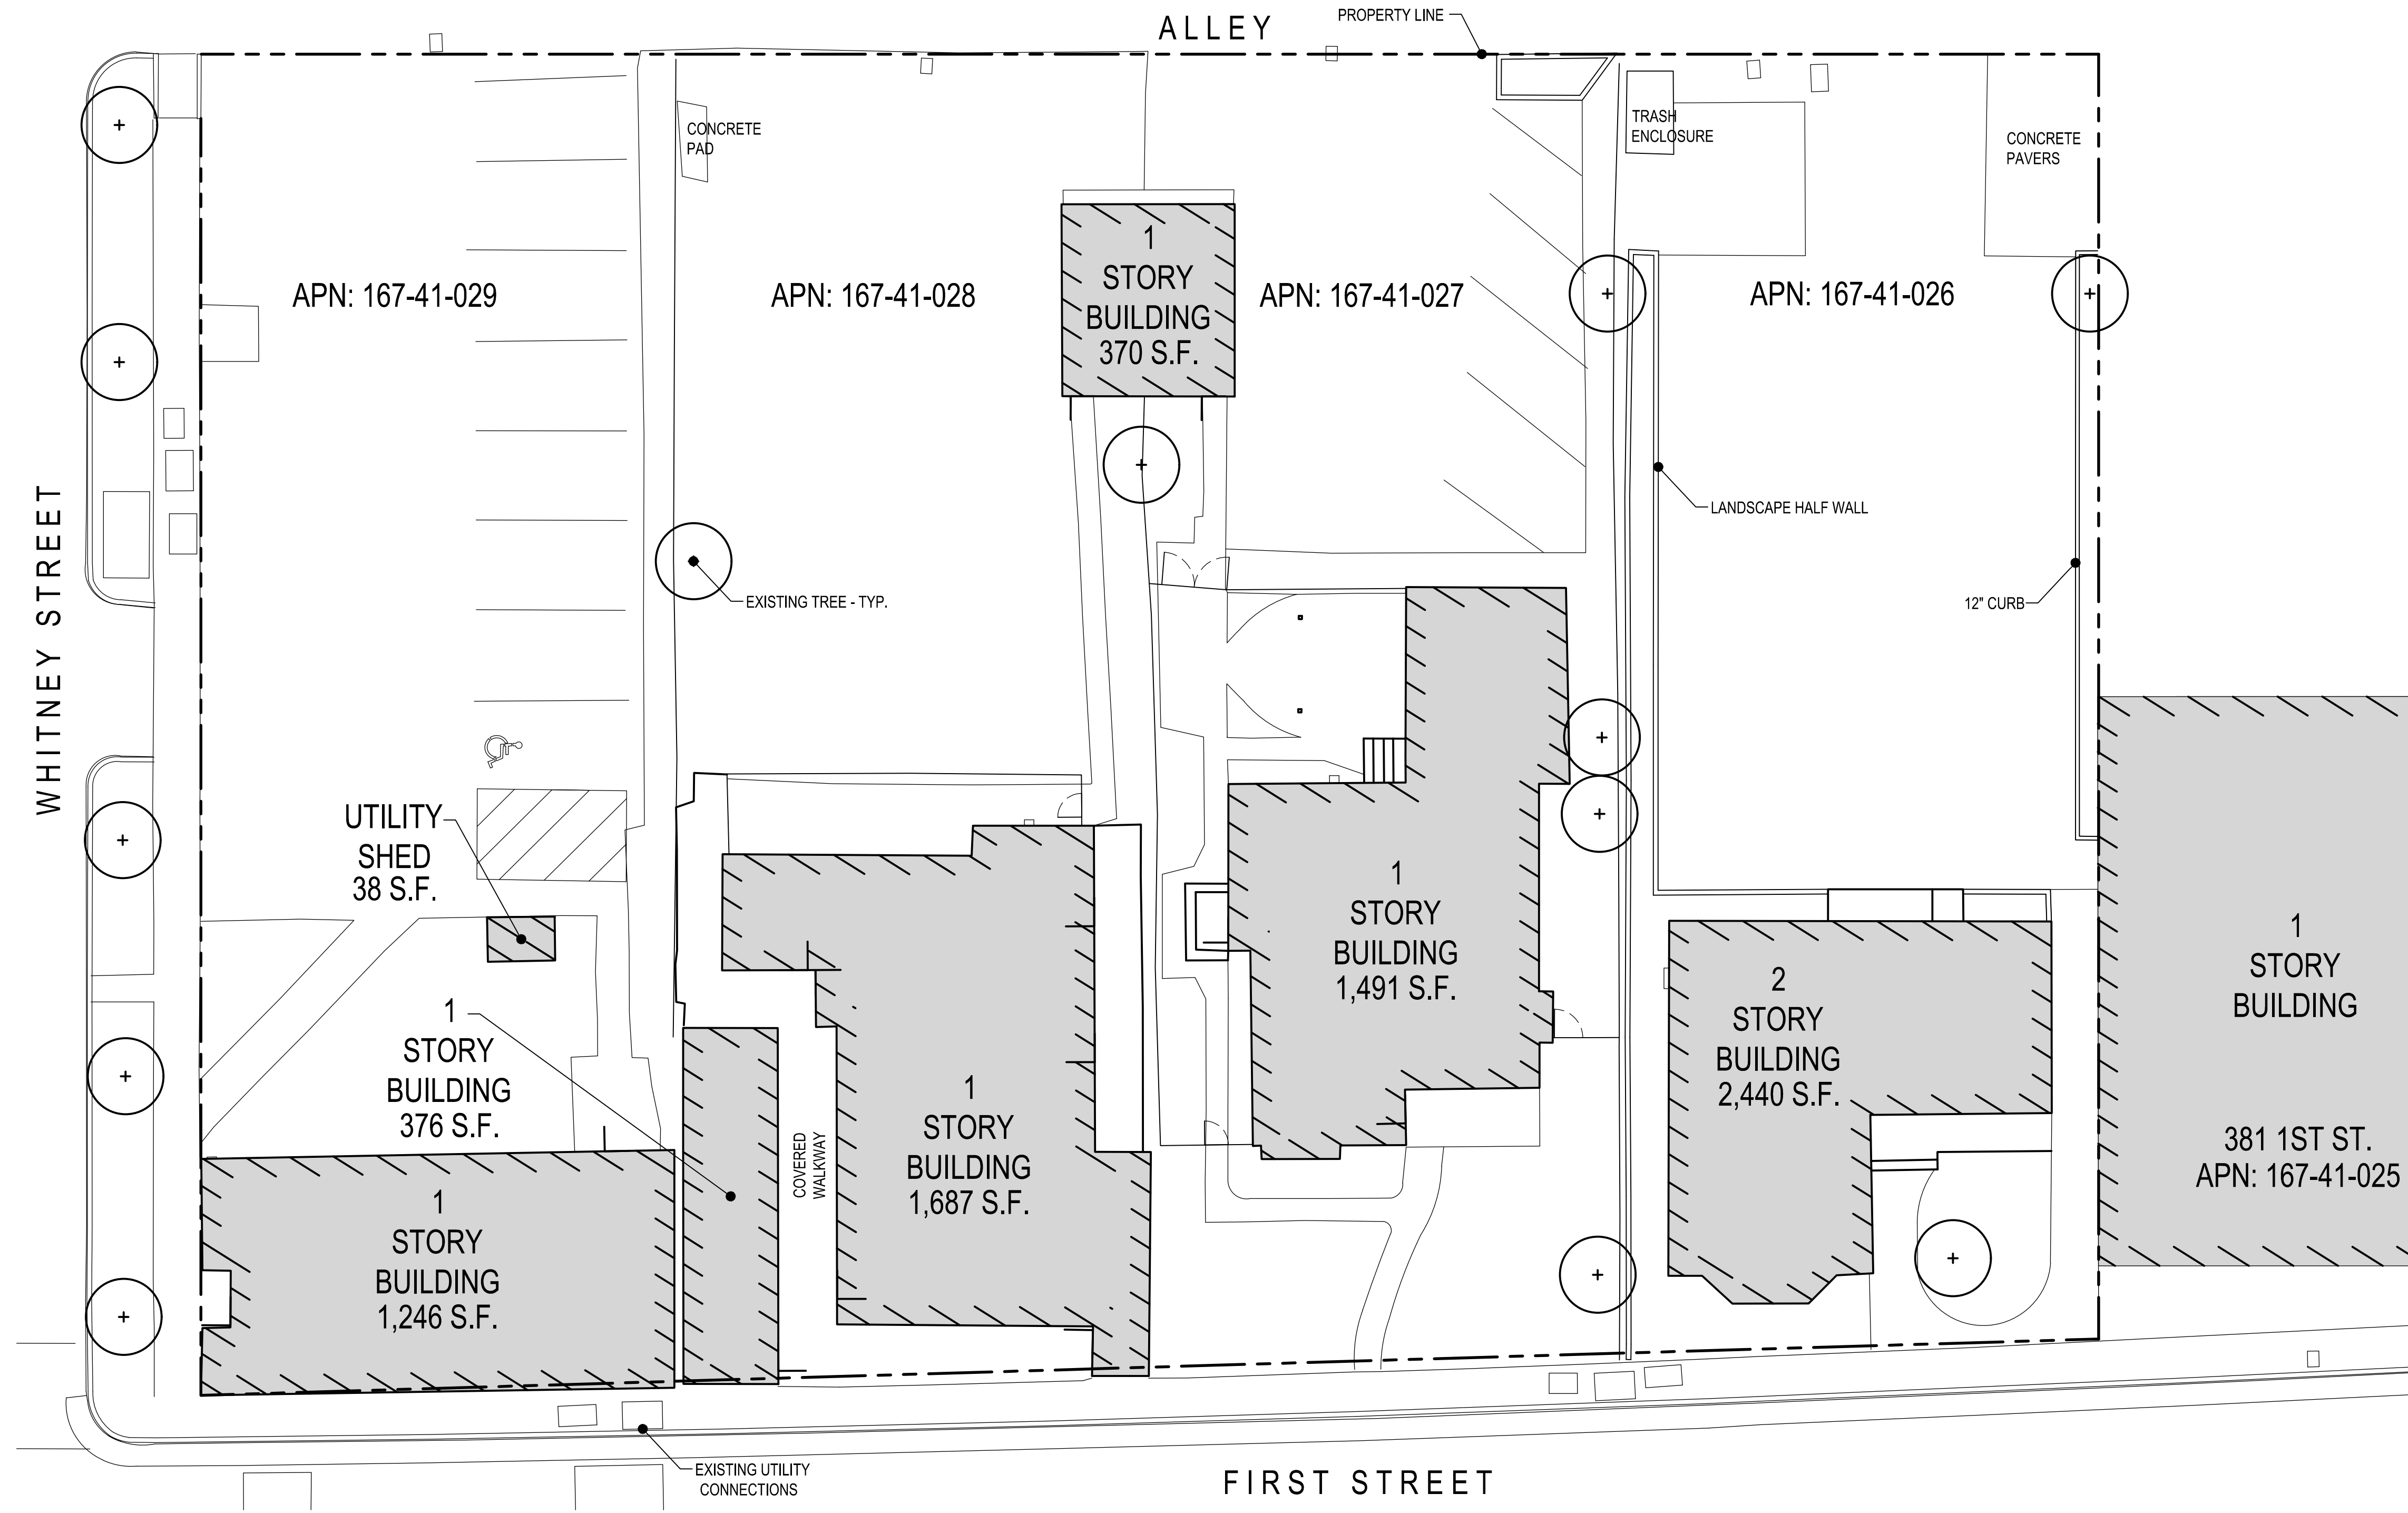 ALLEY
PROPERTY LINE
CONCRETE
PAD
TRASH
ENCLOSURE
CONCRETE
PAVERS
APN: 167-41-029
APN: 167-41-028
1
STORY
BUILDING
370 S.F.
APN: 167-41-027
APN: 167-41-026
LANDSCAPE HALF WALL
EXISTING TREE - TYP.
12" CURB
WHITNEY STREET
UTILITY
SHED
38 S.F.
1
STORY
BUILDING
376 S.F.
1
STORY
BUILDING
1,246 S.F.
COVERED
WALKWAY
1
STORY
BUILDING
1,687 S.F.
1
STORY
BUILDING
1,491 S.F.
2
STORY
BUILDING
2,440 S.F.
1
STORY
BUILDING
381 1ST ST.
APN: 167-41-025
EXISTING UTILITY
CONNECTIONS
FIRST STREET